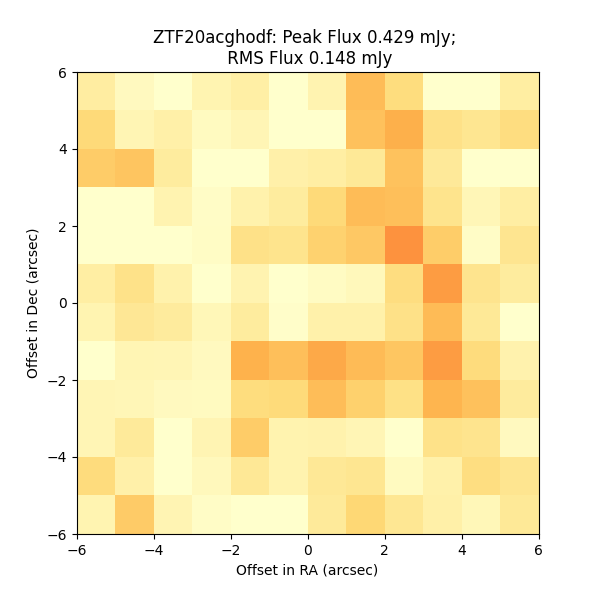 ZTF20acghodf: Peak Flux 0.429 mJy;
RMS Flux 0.148 mJy
6
4
2
0
−2
−4
−6
Offset in Dec (arcsec)
−6 −4 −2 0 2 4 6
Offset in RA (arcsec)